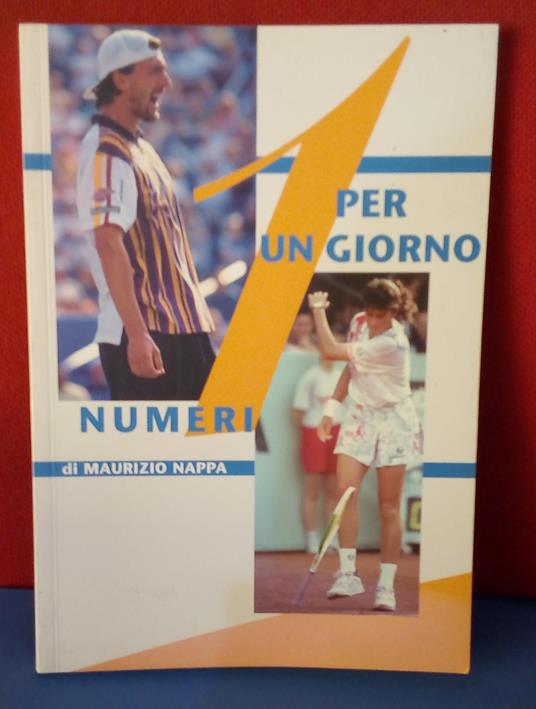 PER
UN GIORNO
NUMERI 1
di MAURIZIO NAPPA